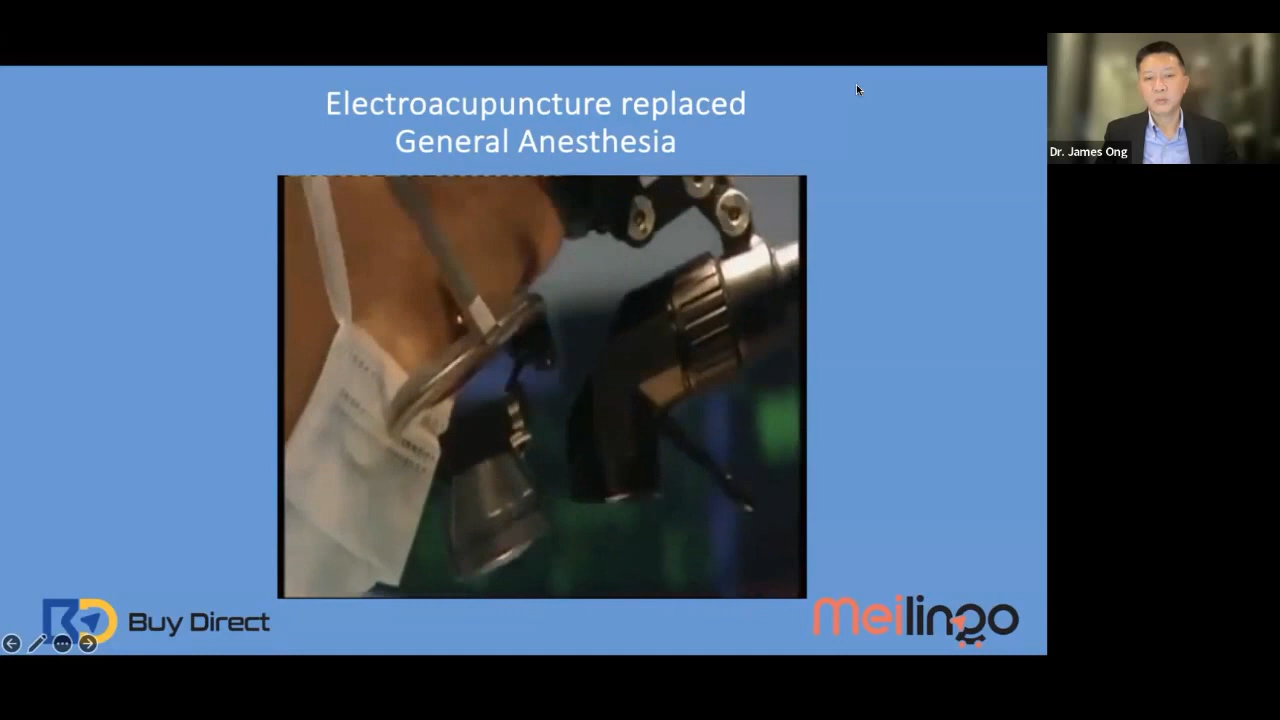 Electroacupuncture replaced
General Anesthesia
Dr. James Ong
Buy Direct
Meilingo